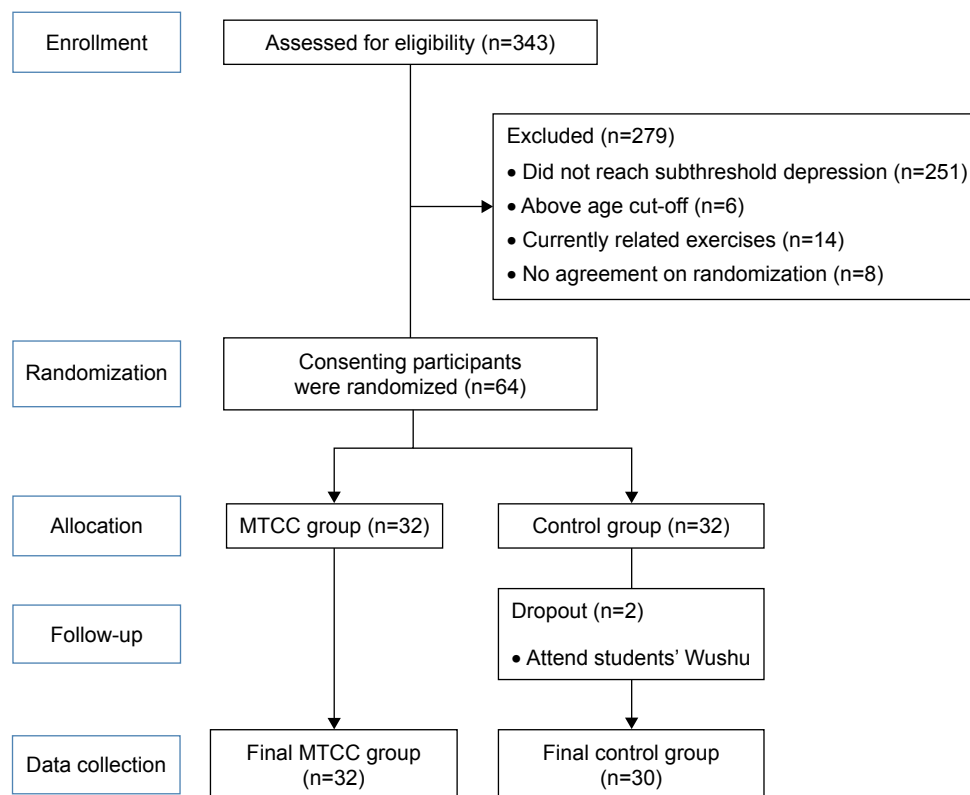 Enrollment
Assessed for eligibility (n=343)
Excluded (n=279)
• Did not reach subthreshold depression (n=251)
• Above age cut-off (n=6)
• Currently related exercises (n=14)
• No agreement on randomization (n=8)
Randomization
Consenting participants
were randomized (n=64)
Allocation
MTCC group (n=32)
Control group (n=32)
Follow-up
Dropout (n=2)
• Attend students’ Wushu
Data collection
Final MTCC group
(n=32)
Final control group
(n=30)